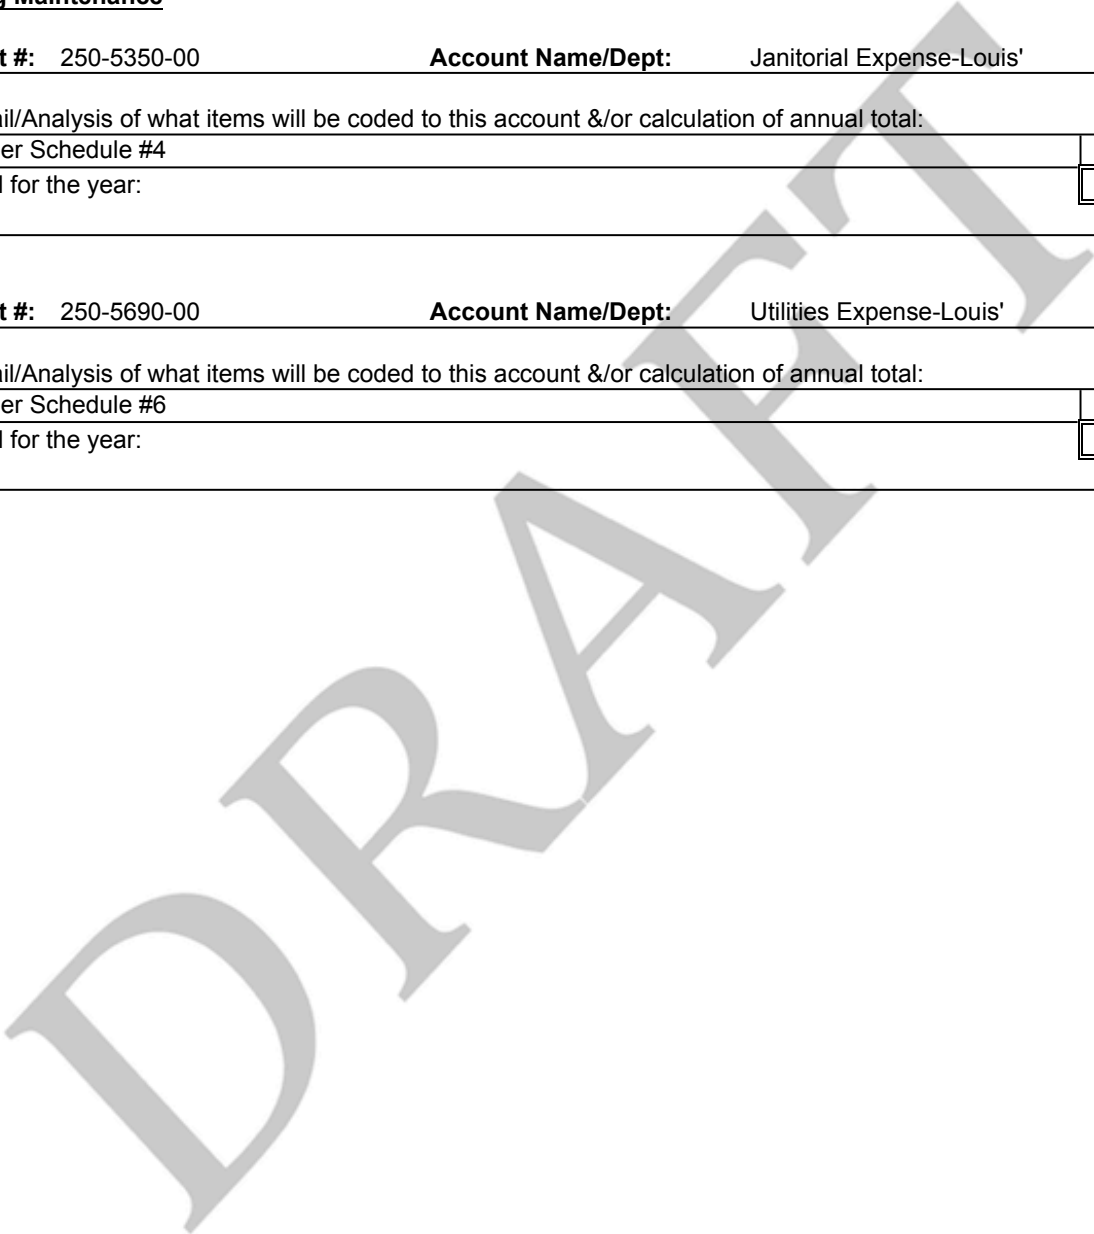 g Maintenance
t #: 250-5350-00 Account Name/Dept: Janitorial Expense-Louis'
ail/Analysis of what items will be coded to this account &/or calculation of annual total:
er Schedule #4
l for the year:
t #: 250-5690-00 Account Name/Dept: Utilities Expense-Louis'
ail/Analysis of what items will be coded to this account &/or calculation of annual total:
er Schedule #6
l for the year:
DRAFT